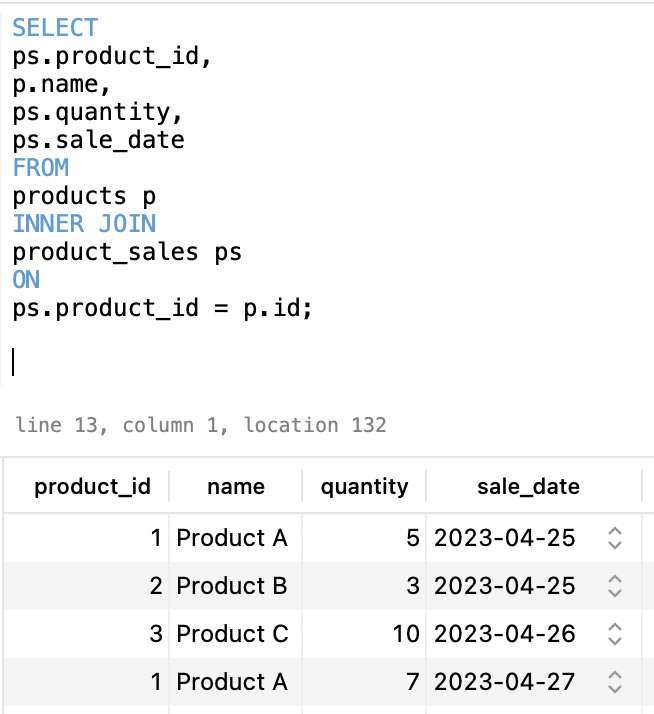 SELECT
ps.product_id,
p.name,
ps.quantity,
ps.sale_date
FROM
products p
INNER JOIN
product_sales ps
ON
ps.product_id = p.id;
line 13, column 1, location 132
product_id name quantity sale_date
1 Product A 5 2023-04-25
2 Product B 3 2023-04-25
3 Product C 10 2023-04-26
1 Product A 7 2023-04-27